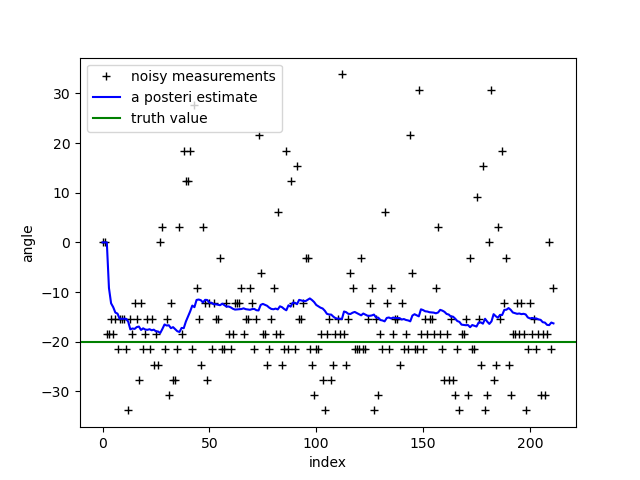 noisy measurements
a posteri estimate
truth value
30
20
10
0
−10
−20
−30
angle
0 50 100 150 200
index